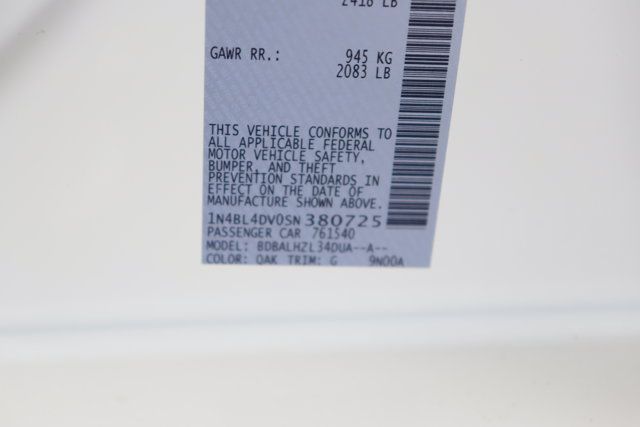 2418 LB
GAWR RR.: 945 KG
2083 LB
THIS VEHICLE CONFORMS TO
ALL APPLICABLE FEDERAL
MOTOR VEHICLE SAFETY,
BUMPER, AND THEFT
PREVENTION STANDARDS IN
EFFECT ON THE DATE OF
MANUFACTURE SHOWN ABOVE.
1N4BL4DV0SN380725
PASSENGER CAR 761540
MODEL: BDBALHZL34DUA--A--
COLOR: QAK TRIM: G 9N00A